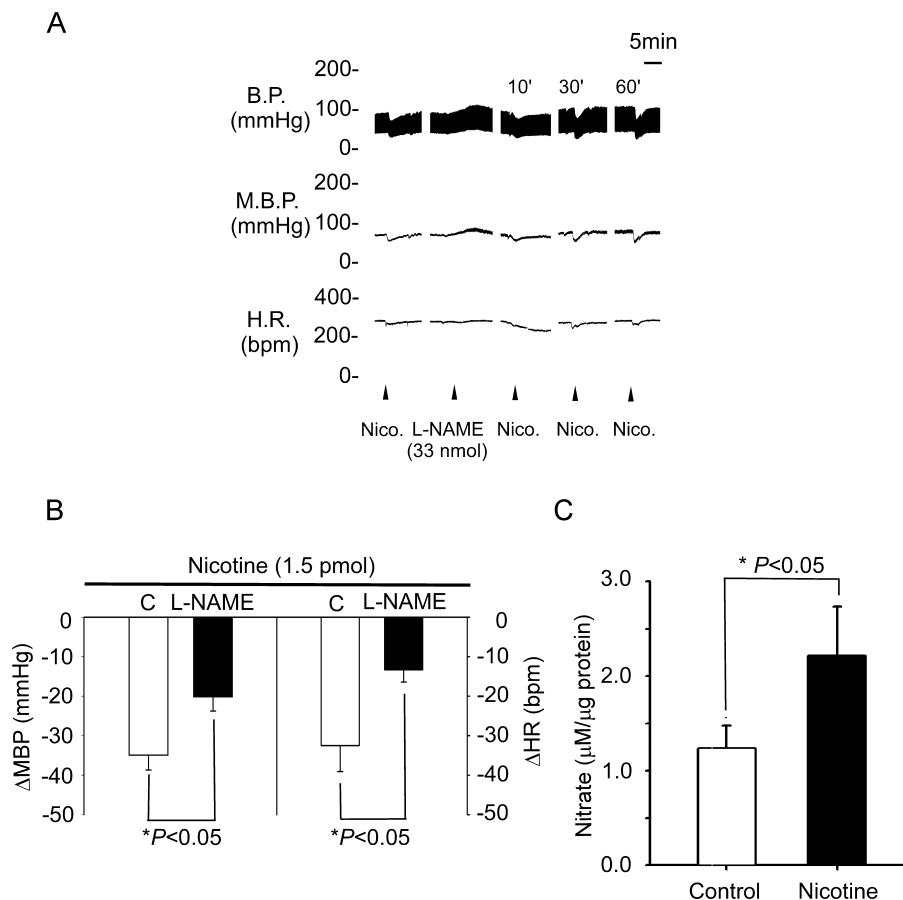 A
5min
200-
10' 30' 60'
B.P.
(mmHg)
100-
0-
200-
M.B.P.
(mmHg)
100-
0-
400-
H.R.
(bpm)
200-
0-
Nico. L-NAME Nico. Nico. Nico.
(33 nmol)
B
Nicotine (1.5 pmol)
C L-NAME C L-NAME
0 0
-10 -10
-20 -20
-30 -30
-40 -40
-50 -50
ΔMBP (mmHg)
ΔHR (bpm)
*P<0.05 *P<0.05
C
* P<0.05
3.0
2.0
1.0
0.0
Nitrate (μM/μg protein)
Control Nicotine